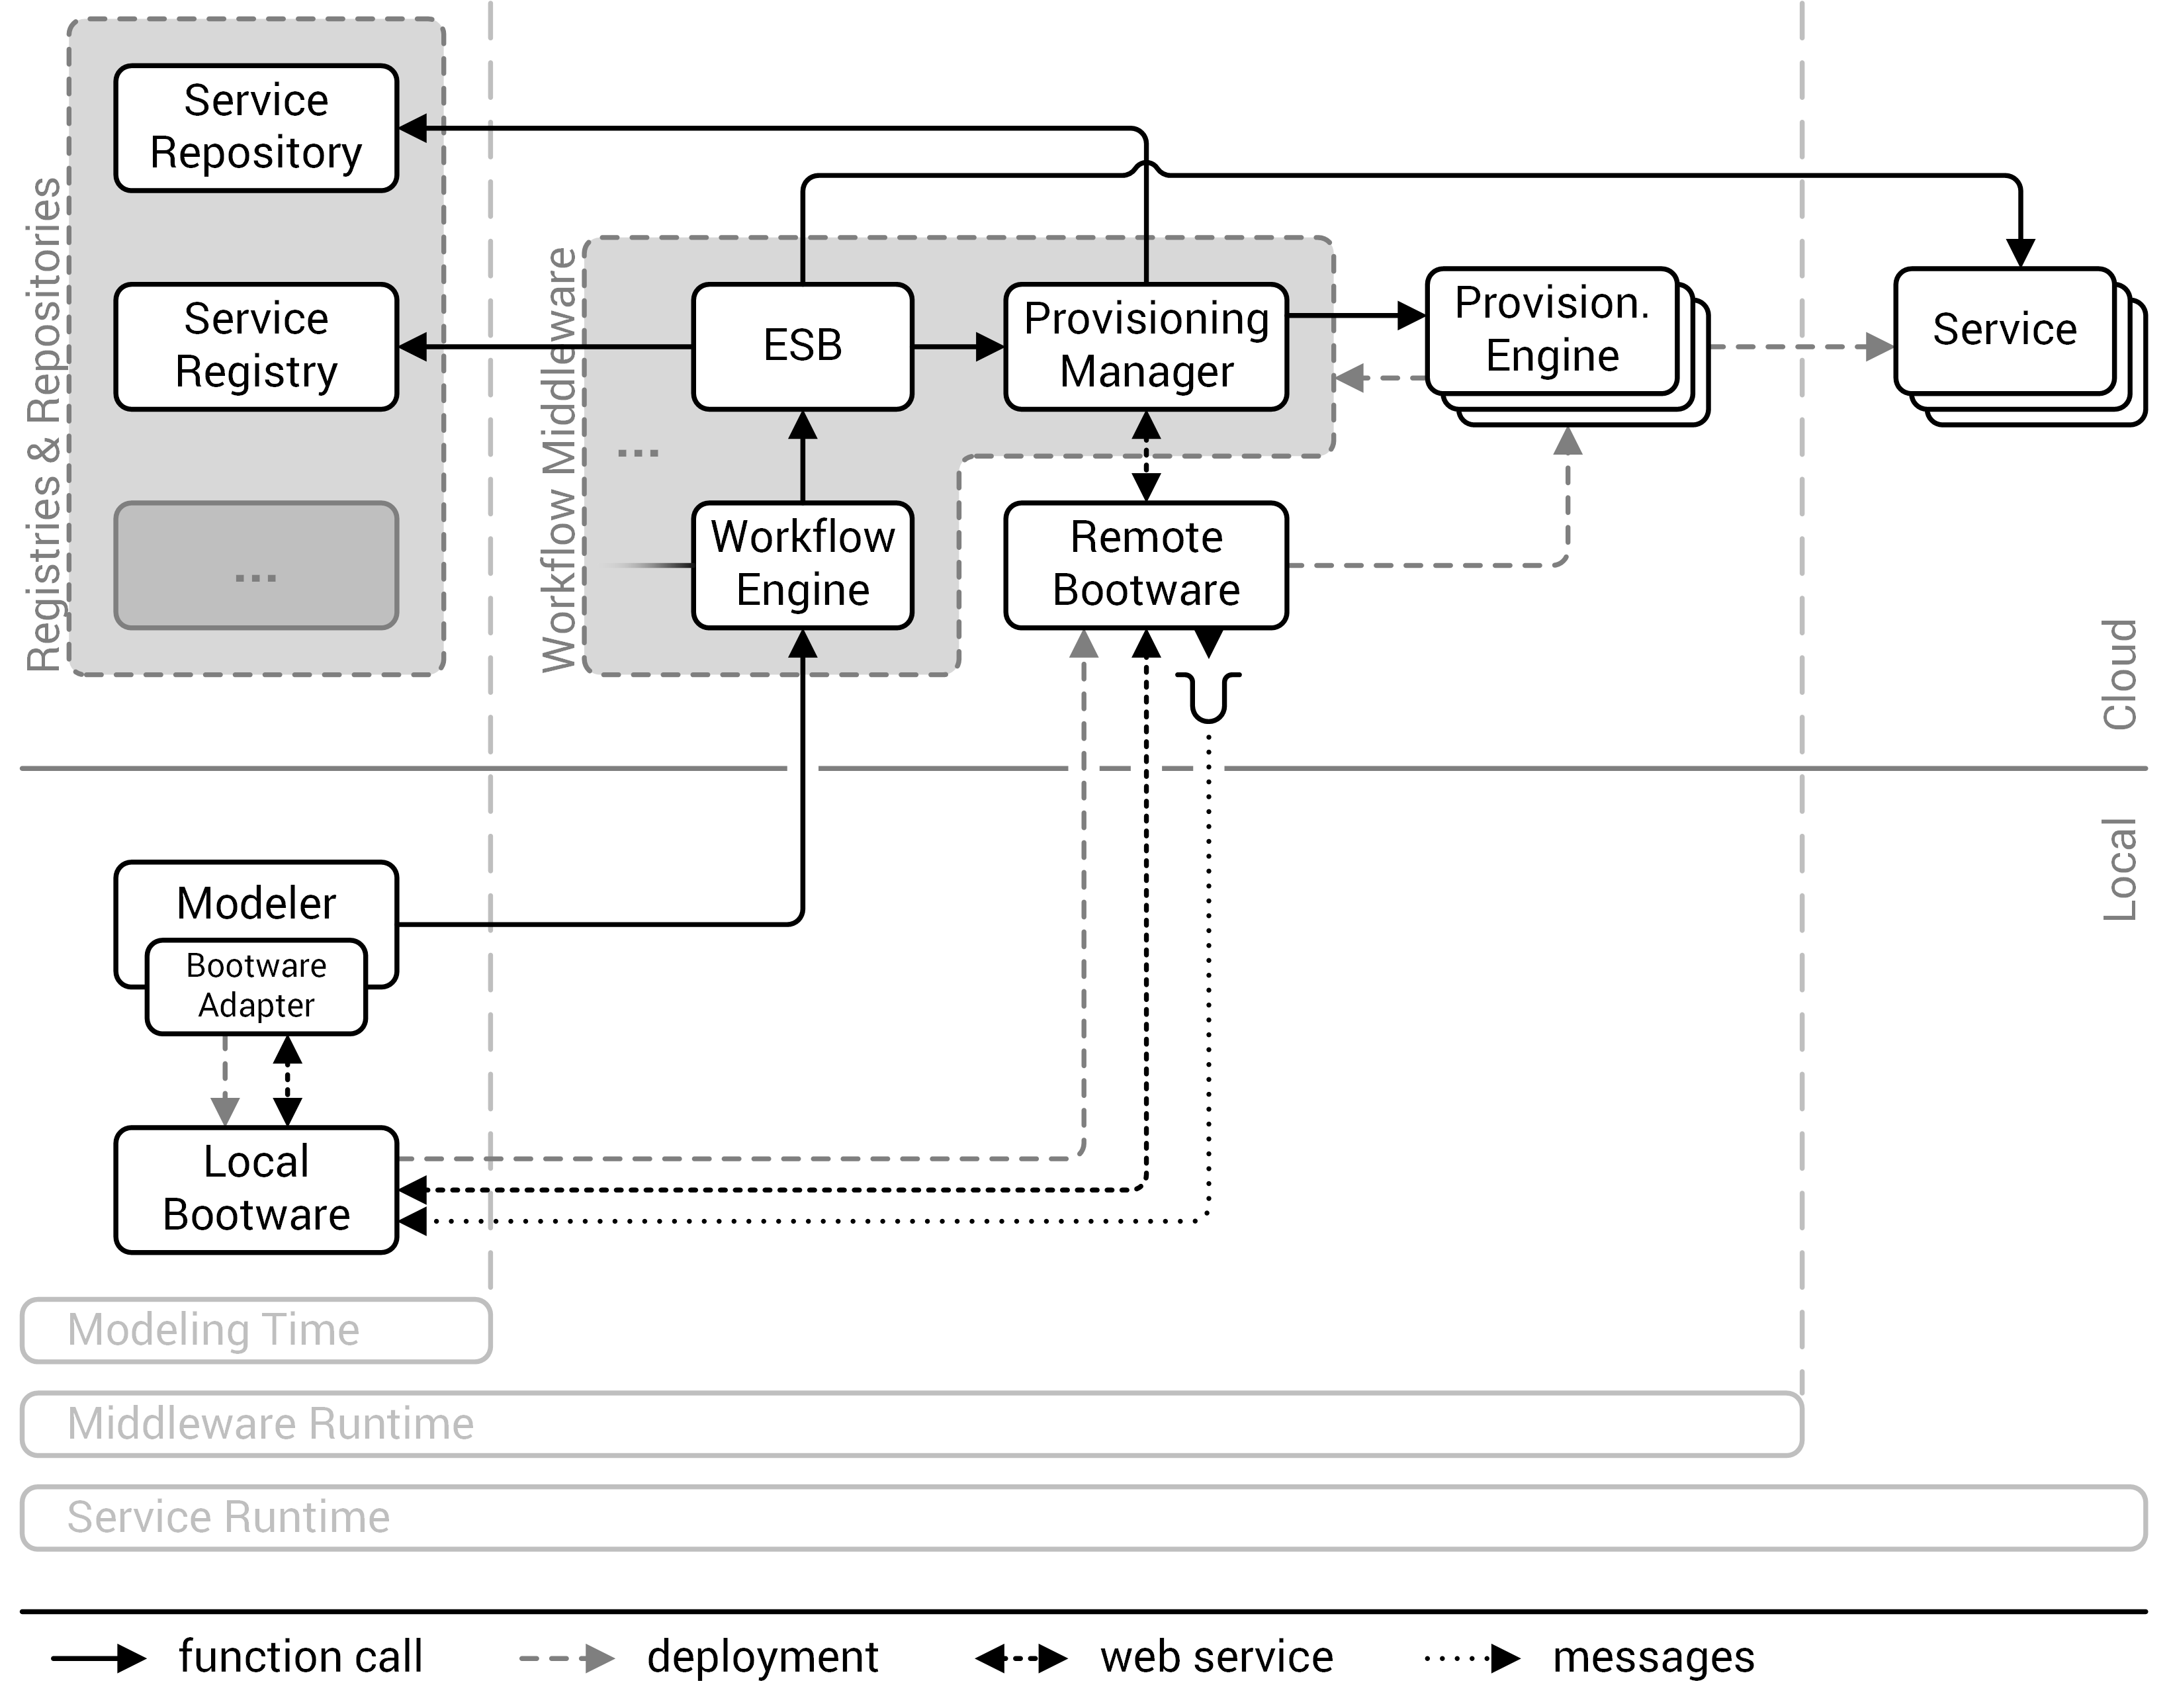 Registries & Repositories
Service
Repository
Service
Registry
...
Workflow Middleware
ESB
Provisioning
Manager
Provision.
Engine
Service
...
Workflow
Engine
Remote
Bootware
Cloud
Local
Modeler
Bootware
Adapter
Local
Bootware
Modeling Time
Middleware Runtime
Service Runtime
function call
deployment
web service
messages